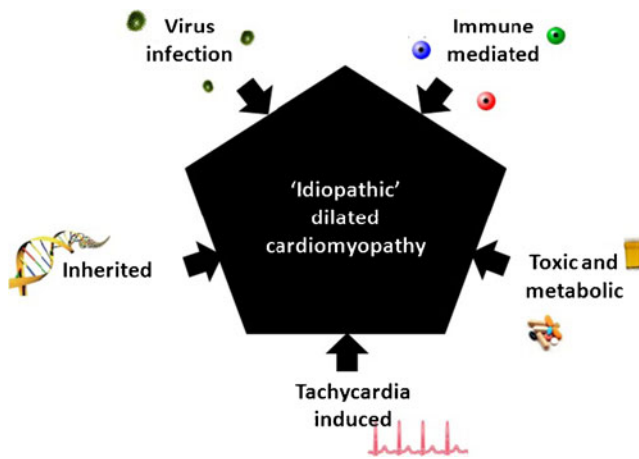 Virus
infection
Immune
mediated
‘Idiopathic’
dilated
cardiomyopathy
Inherited
Toxic and
metabolic
Tachycardia
induced